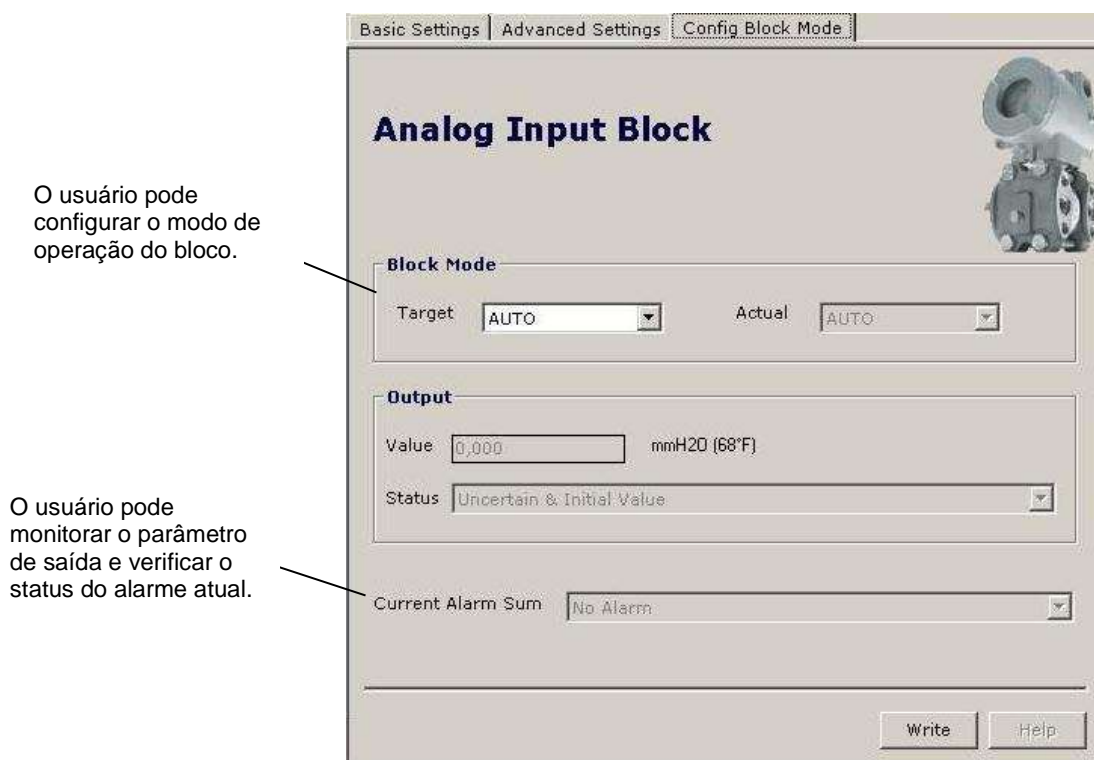 Basic Settings Advanced Settings Config Block Mode
Analog Input Block
O usuário pode
configurar o modo de
operação do bloco.
Block Mode
Target AUTO Actual AUTO
Output
Value 0,000 mmH2O (68°F)
Status Uncertain & Initial Value
O usuário pode
monitorar o parâmetro
de saída e verificar o
status do alarme atual.
Current Alarm Sum No Alarm
Write Help